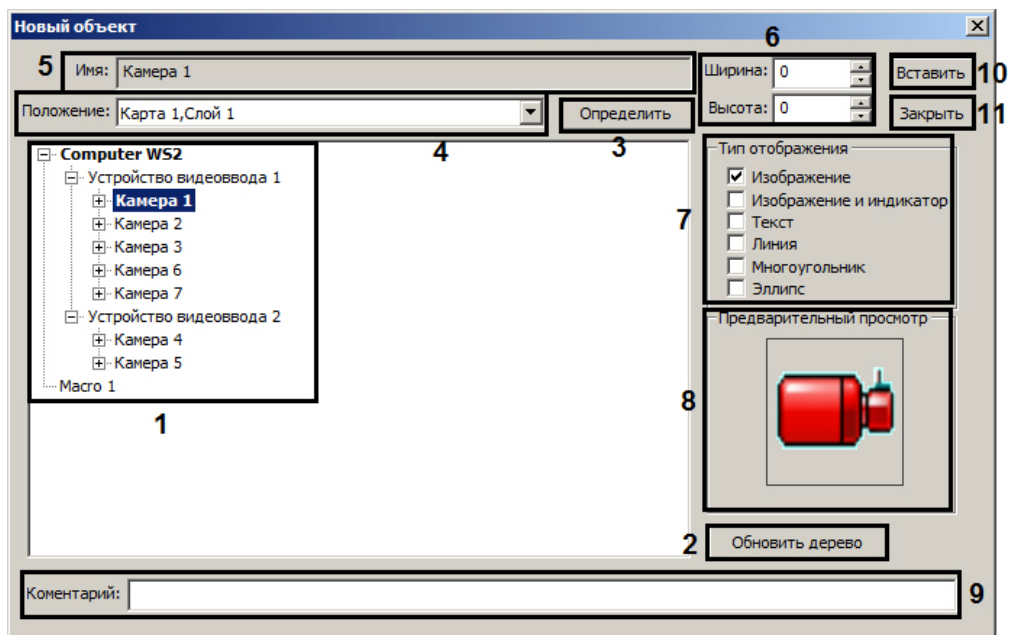 Новый объект
6
5 Имя: Камера 1 Ширина: 0 Вставить 10
Положение: Карта 1,Слой 1 Определить Высота: 0 Закрыть 11
4 3
Computer WS2
Устройство видеоввода 1
Камера 1
Камера 2
Камера 3
Камера 6
Камера 7
Устройство видеоввода 2
Камера 4
Камера 5
Macro 1
1
Тип отображения
Изображение
Изображение и индикатор
7 Текст
Линия
Многоугольник
Эллипс
Предварительный просмотр
8
2 Обновить дерево
Коментарий: 9